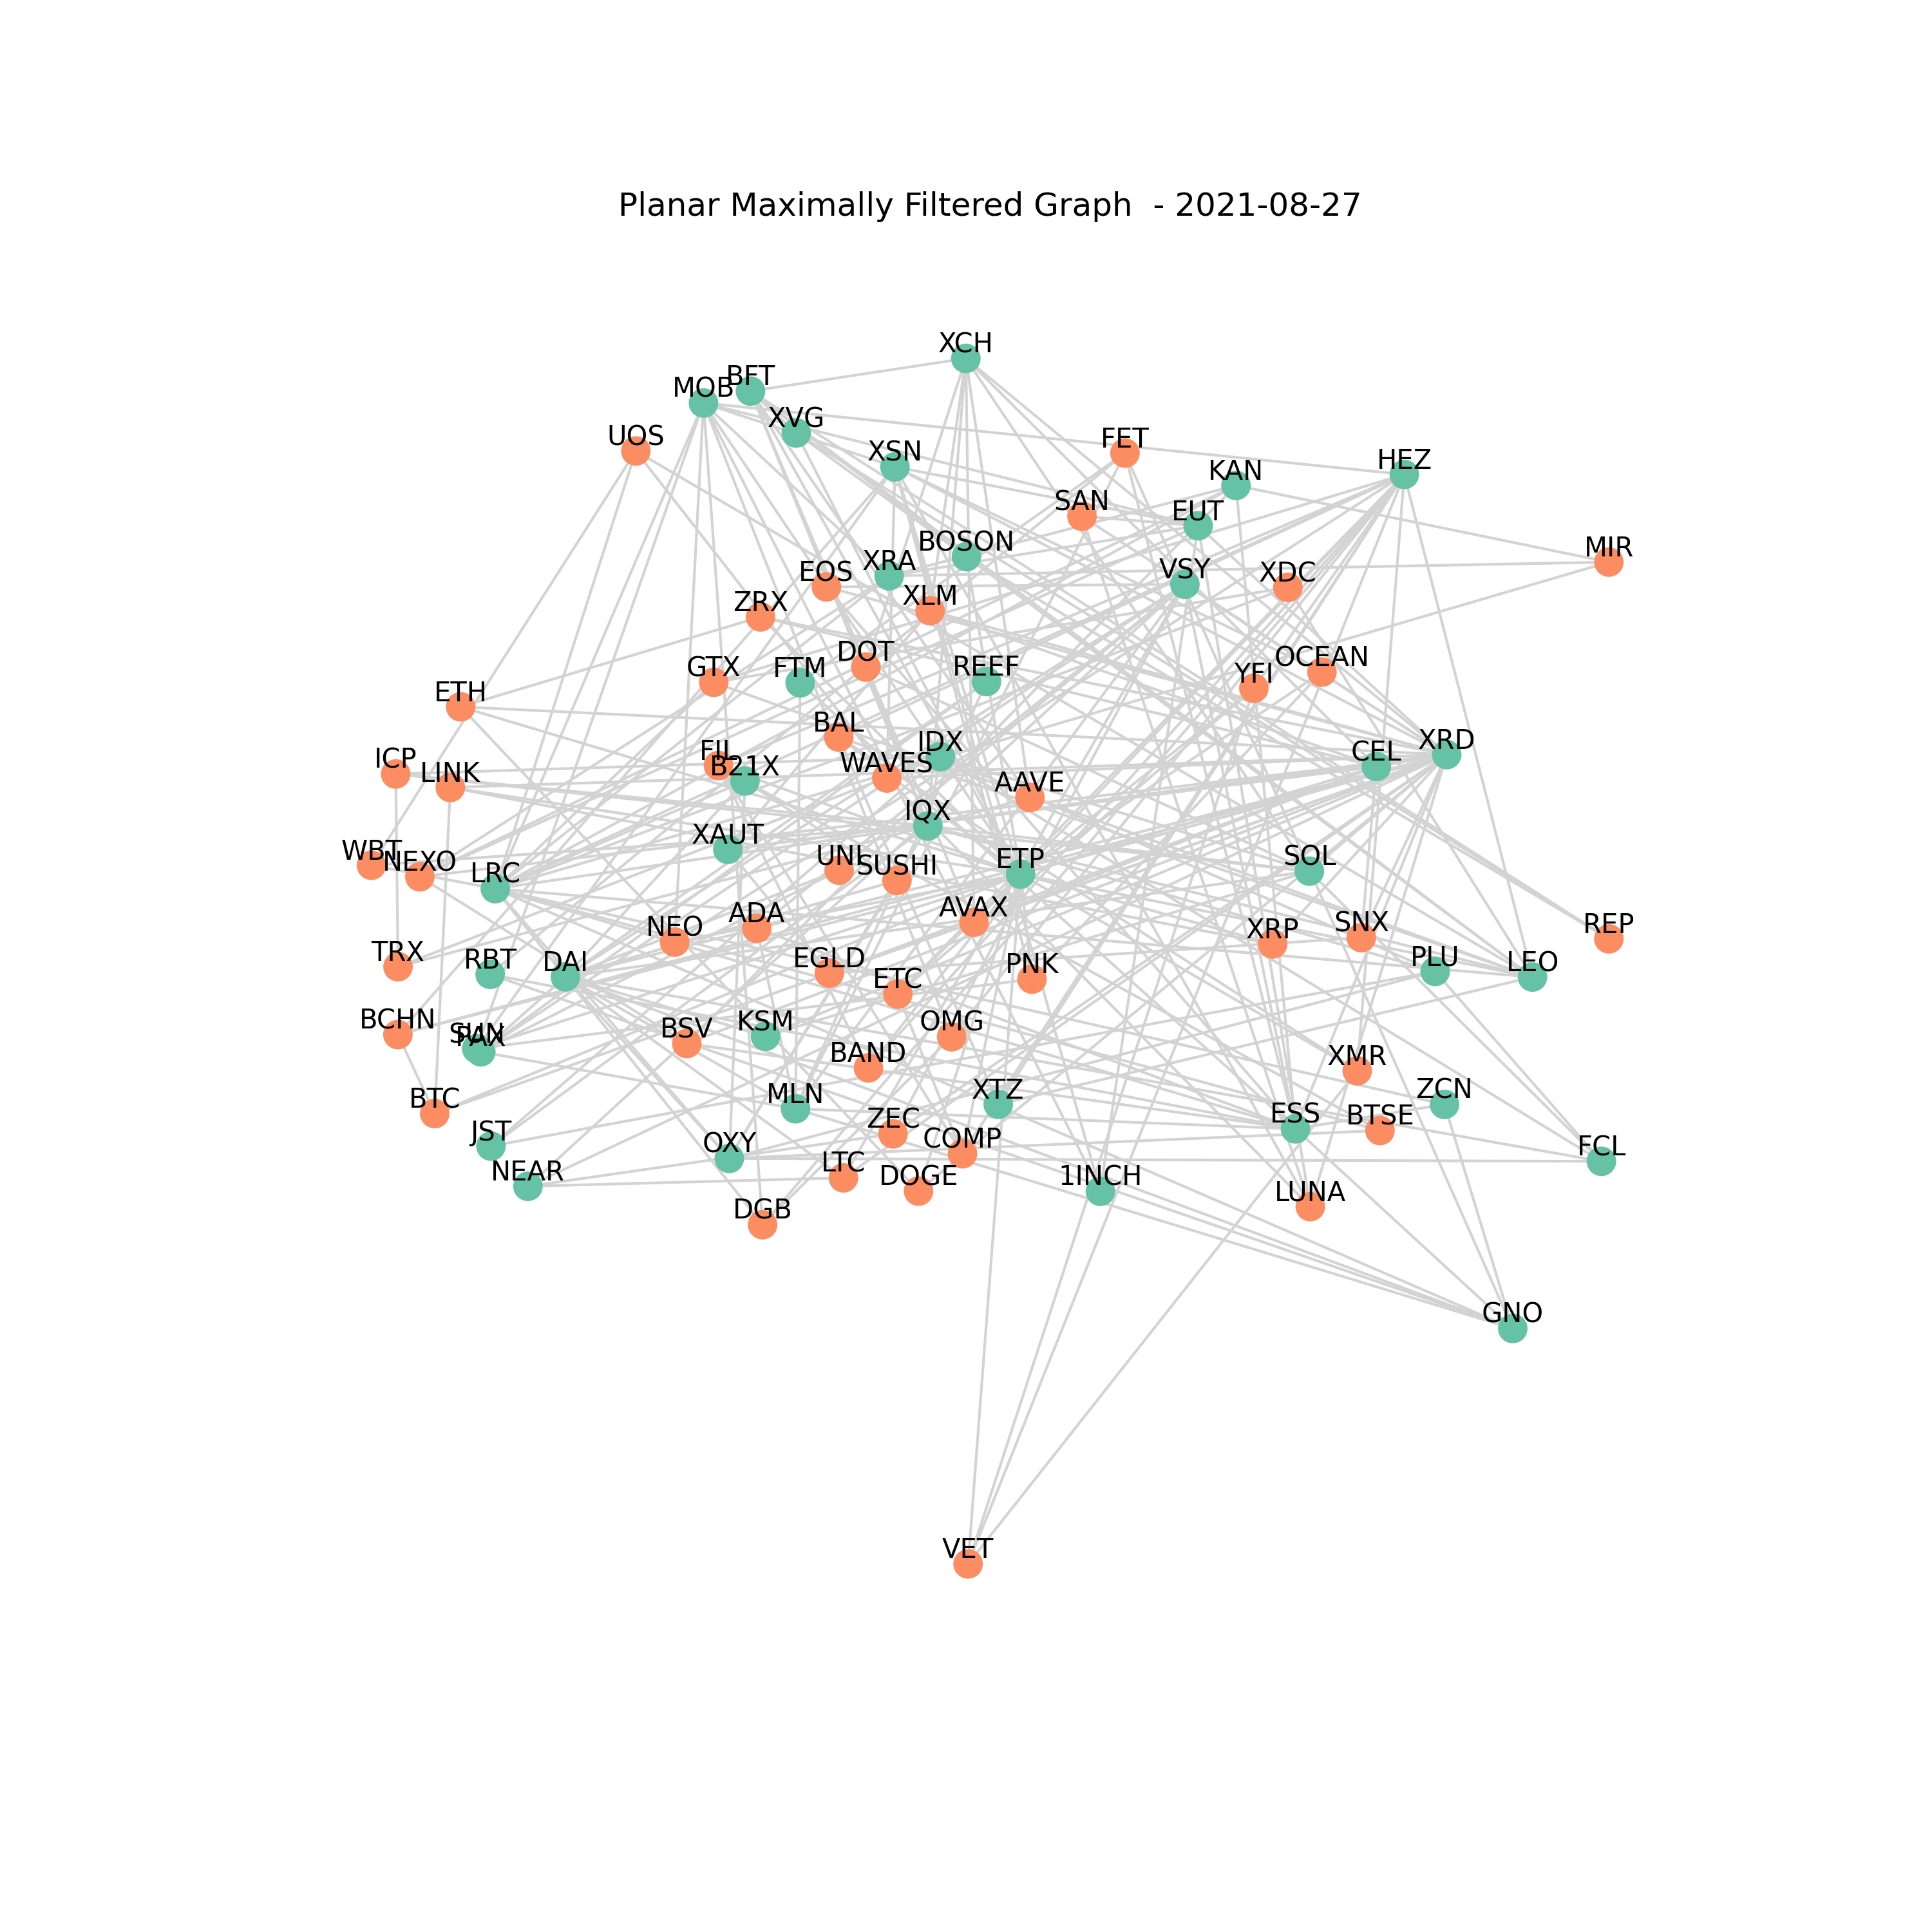 Planar Maximally Filtered Graph - 2021-08-27
XCH
BFT
MOB
XVG
UOS
FET
XSN
HEZ
KAN
SAN
EUT
BOSON
MIR
XRA
VSY
EOS
XDC
XLM
ZRX
DOT
OCEAN
GTX
FTM
REEF
YFI
ETH
BAL
IDX
XRD
FIL
CEL
ICP
B21X
WAVES
LINK
AAVE
IQX
XAUT
WBT
NEXO
UNI
SUSHI
ETP
SOL
LRC
ADA
AVAX
NEO
XRP
SNX
REP
TRX
RBT
DAI
EGLD
PNK
PLU
LEO
ETC
BCHN
SUN
PAX
BSV
KSM
OMG
BAND
XMR
BTC
MLN
XTZ
ZCN
ESS
BTSE
JST
OXY
ZEC
COMP
FCL
NEAR
LTC
DOGE
1INCH
LUNA
DGB
GNO
VET